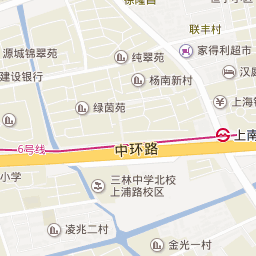 徐隆昌
联丰村
纯翠苑
家得利超市
源城锦翠苑
汉庭
杨南新村
建设银行
绿茵苑
上海银
上南
中环路
6号线
小学
三林中学北校
上浦路校区
凌兆二村
金光一村